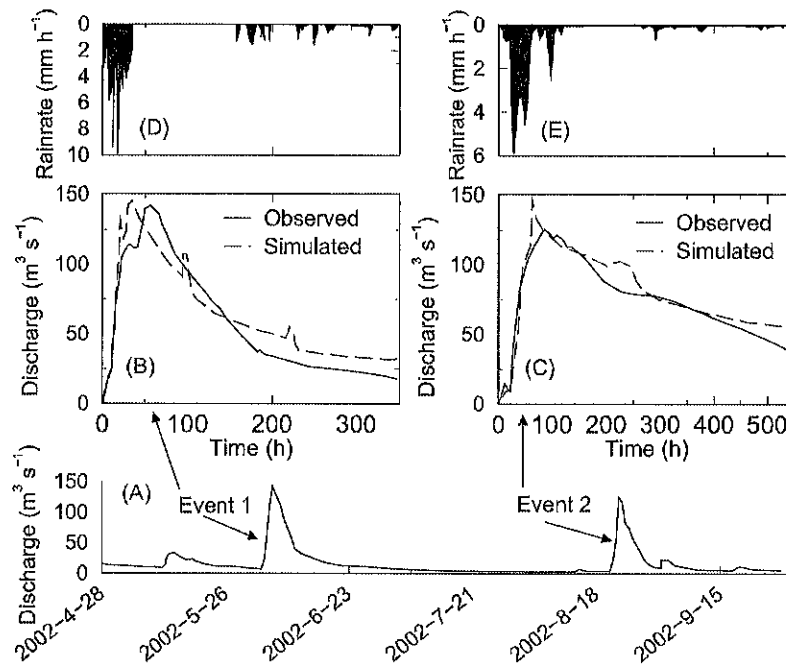 0
2
4
6
8
10
Rainrate (mm h⁻¹)
(D)
0
2
4
6
Rainrate (mm h⁻¹)
(E)
150
100
50
0
Discharge (m³ s⁻¹)
Observed
Simulated
(B)
0 100 200 300
Time (h)
150
125
100
75
50
25
0
Discharge (m³ s⁻¹)
Observed
Simulated
(C)
0 100 200 300 400 500
Time (h)
150
100
50
0
Discharge (m³ s⁻¹)
(A)
Event 1
Event 2
2002−4−28
2002−5−26
2002−6−23
2002−7−21
2002−8−18
2002−9−15